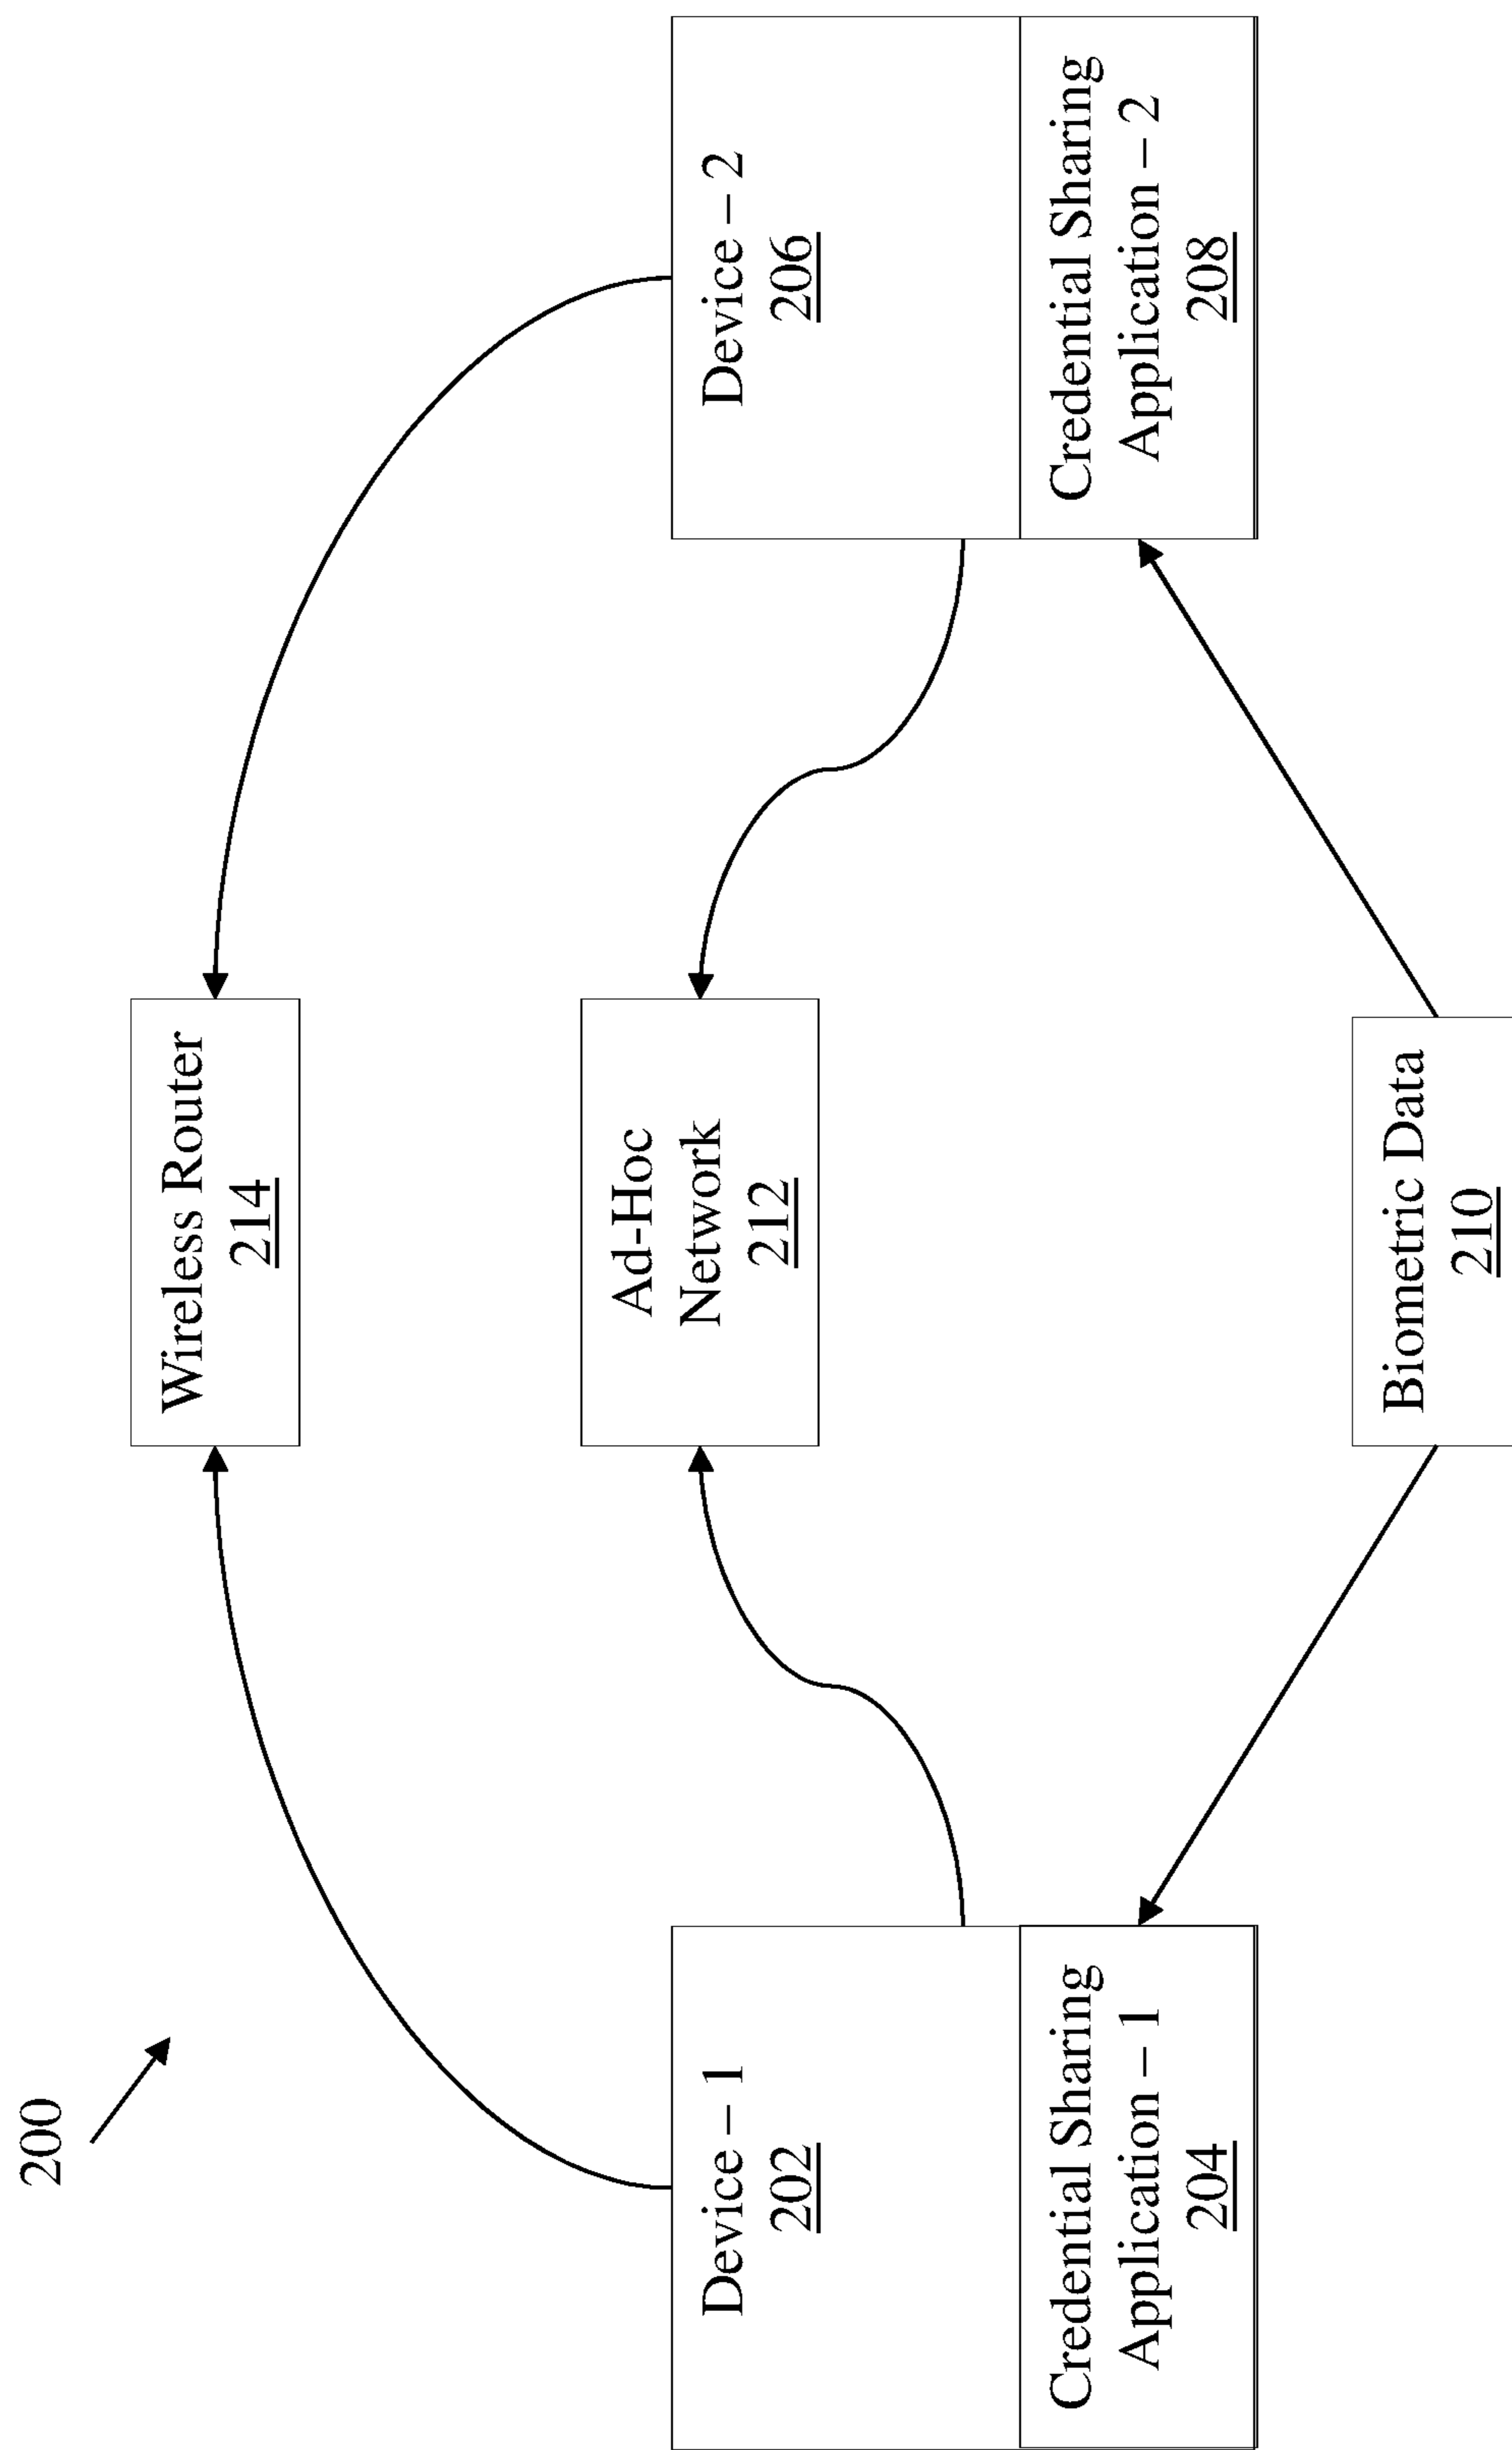 200
Wireless Router
214
Ad-Hoc
Network
212
Device – 1
202
Credential Sharing
Application – 1
204
Device – 2
206
Credential Sharing
Application – 2
208
Biometric Data
210